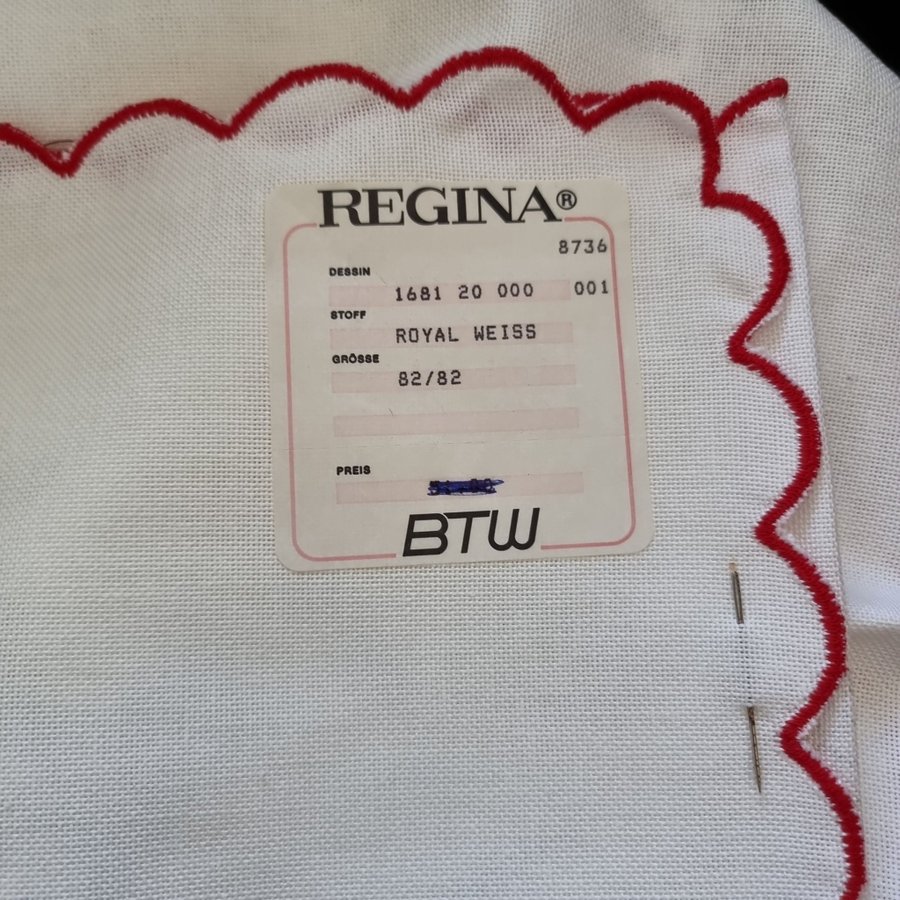 REGINA®
8736
DESSIN
1681 20 000 001
STOFF
ROYAL WEISS
GRÖSSE
82/82
PREIS
BTW